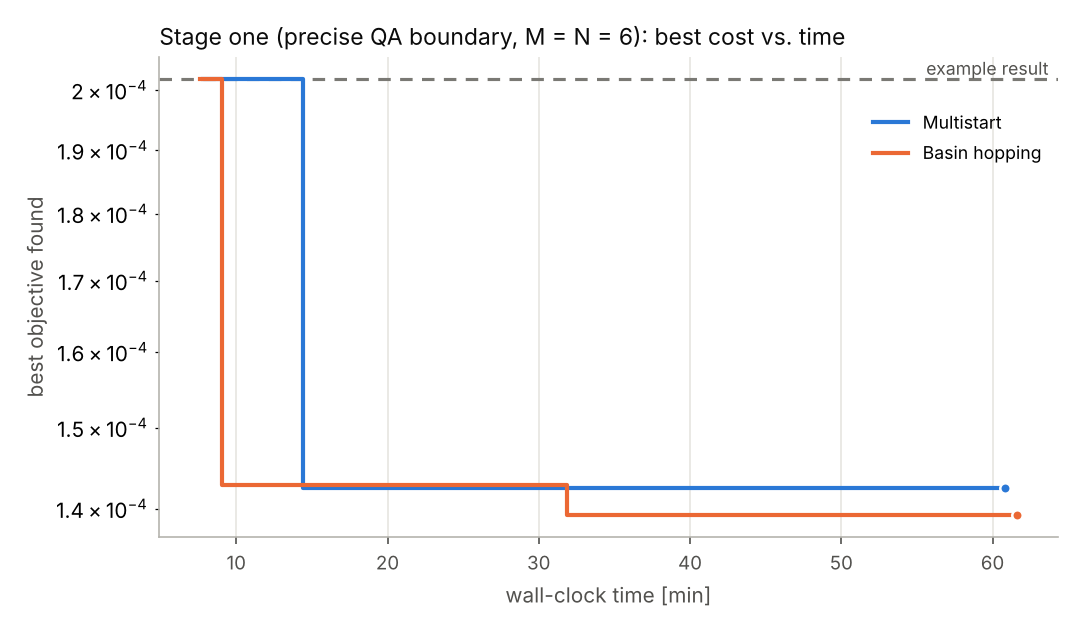 Stage one (precise QA boundary, M = N = 6): best cost vs. time
example result
Multistart
Basin hopping
best objective found
2 × 10⁻⁴
1.9 × 10⁻⁴
1.8 × 10⁻⁴
1.7 × 10⁻⁴
1.6 × 10⁻⁴
1.5 × 10⁻⁴
1.4 × 10⁻⁴
10 20 30 40 50 60
wall-clock time [min]